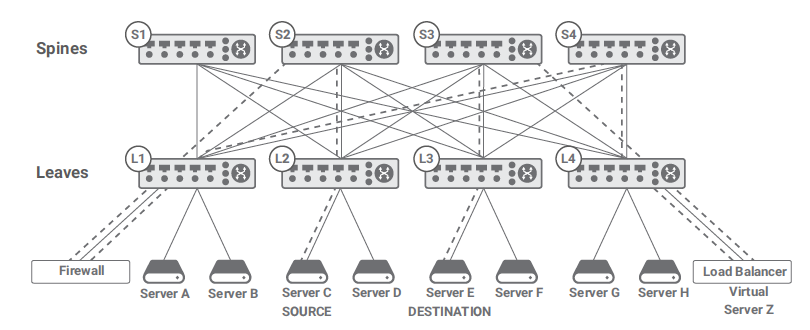 S1 S2 S3 S4
Spines
L1 L2 L3 L4
Leaves
Firewall
Load Balancer
Server A Server B Server C Server D Server E Server F Server G Server H Virtual
SOURCE DESTINATION Server Z